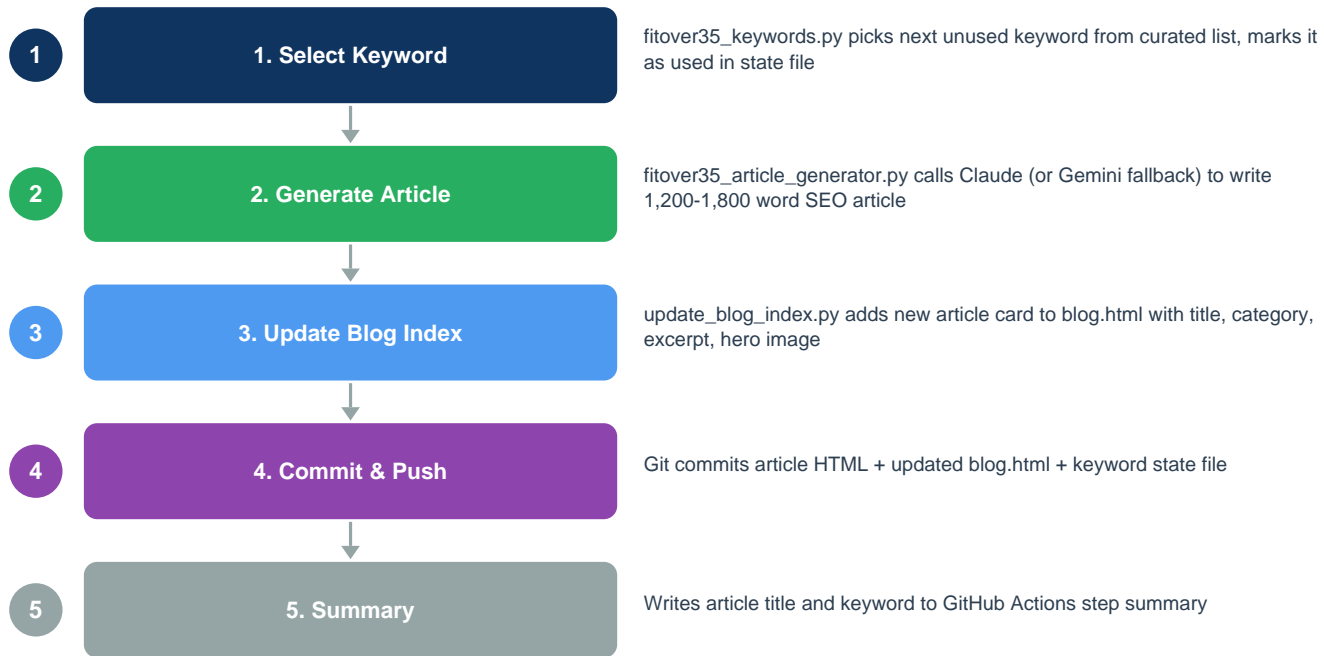 1
1. Select Keyword
fitover35_keywords.py picks next unused keyword from curated list, marks it
as used in state file
2
2. Generate Article
fitover35_article_generator.py calls Claude (or Gemini fallback) to write
1,200-1,800 word SEO article
3
3. Update Blog Index
update_blog_index.py adds new article card to blog.html with title, category,
excerpt, hero image
4
4. Commit & Push
Git commits article HTML + updated blog.html + keyword state file
5
5. Summary
Writes article title and keyword to GitHub Actions step summary